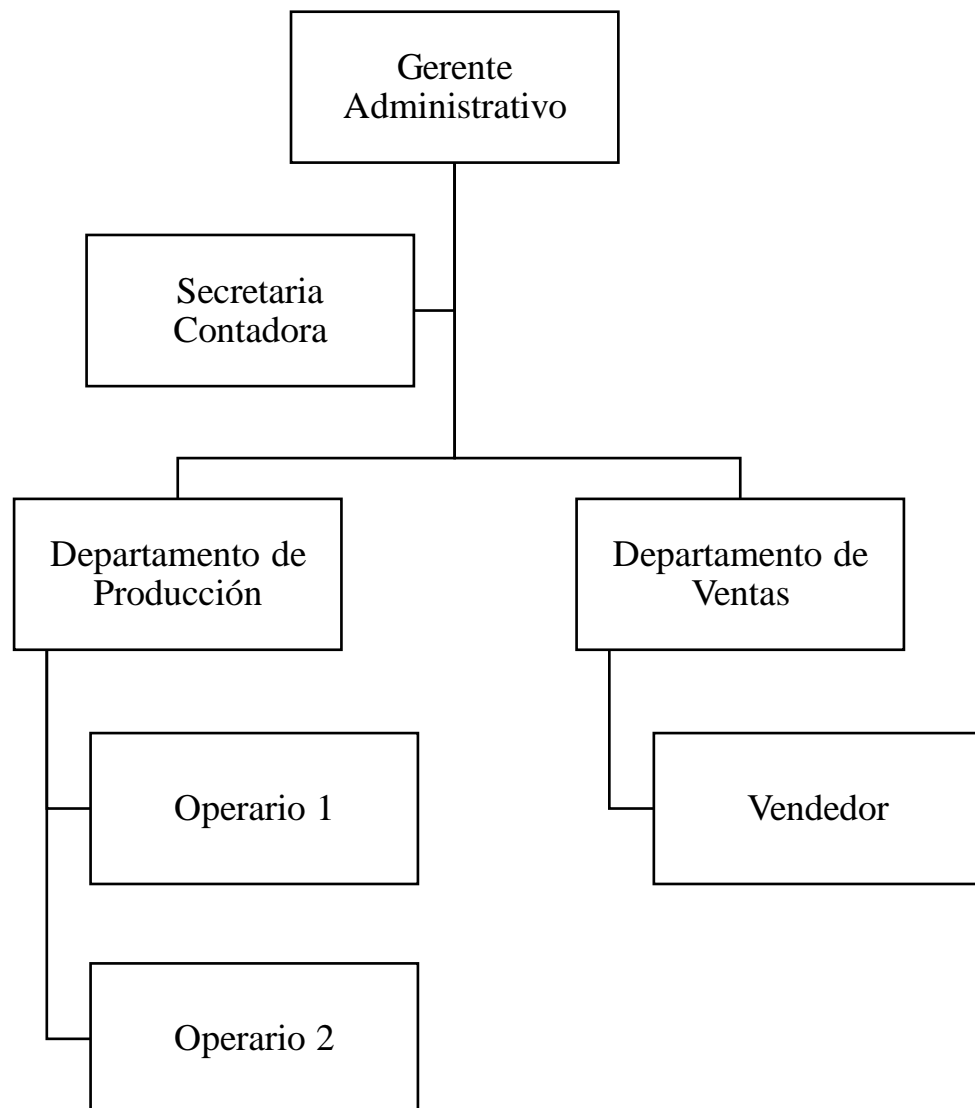 Gerente
Administrativo
Secretaria
Contadora
Departamento de
Producción
Departamento de
Ventas
Operario 1
Vendedor
Operario 2